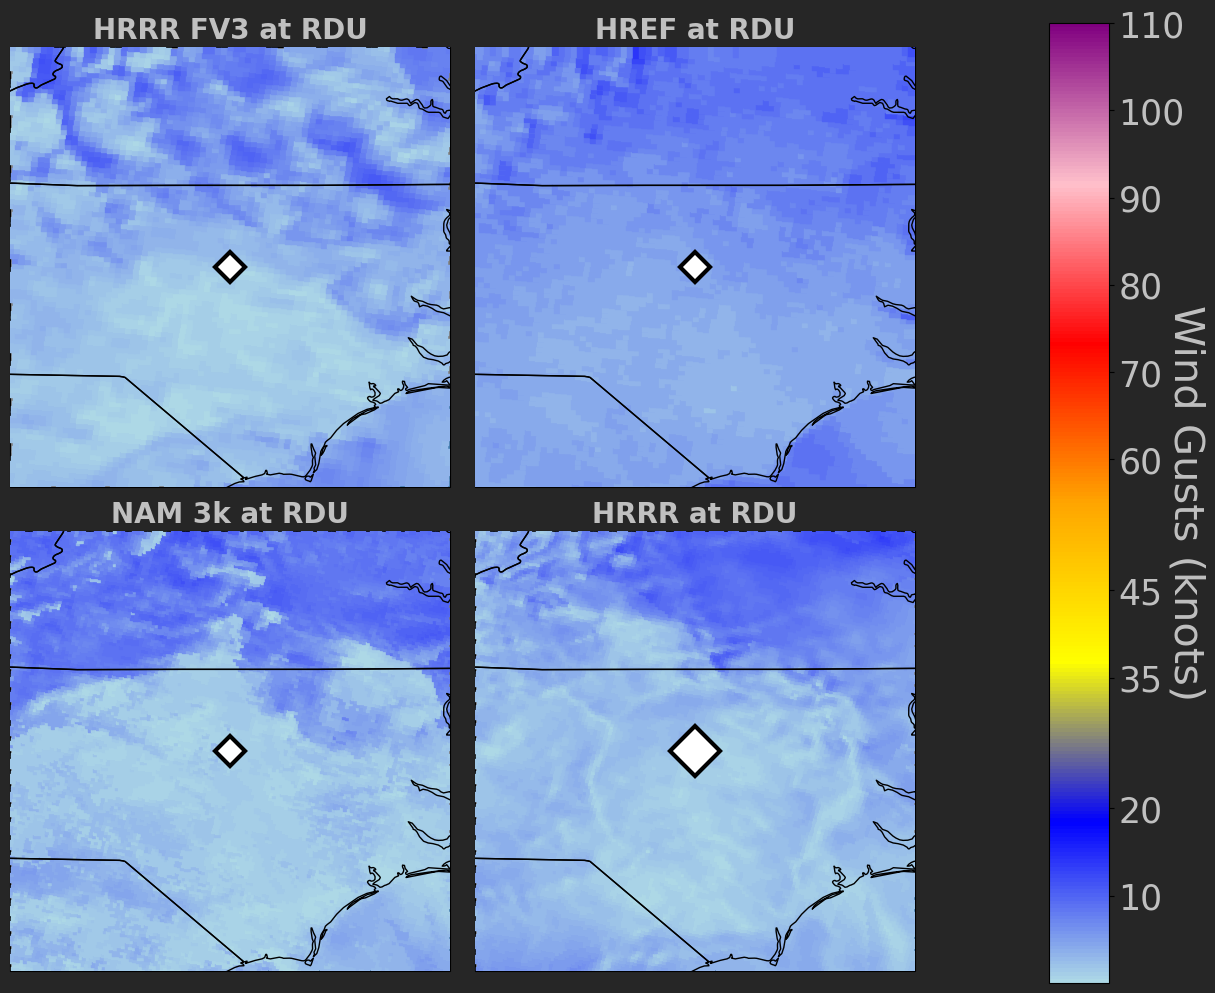 HRRR FV3 at RDU
HREF at RDU
NAM 3k at RDU
HRRR at RDU
110
100
90
80
70
60
45
35
20
10
Wind Gusts (knots)